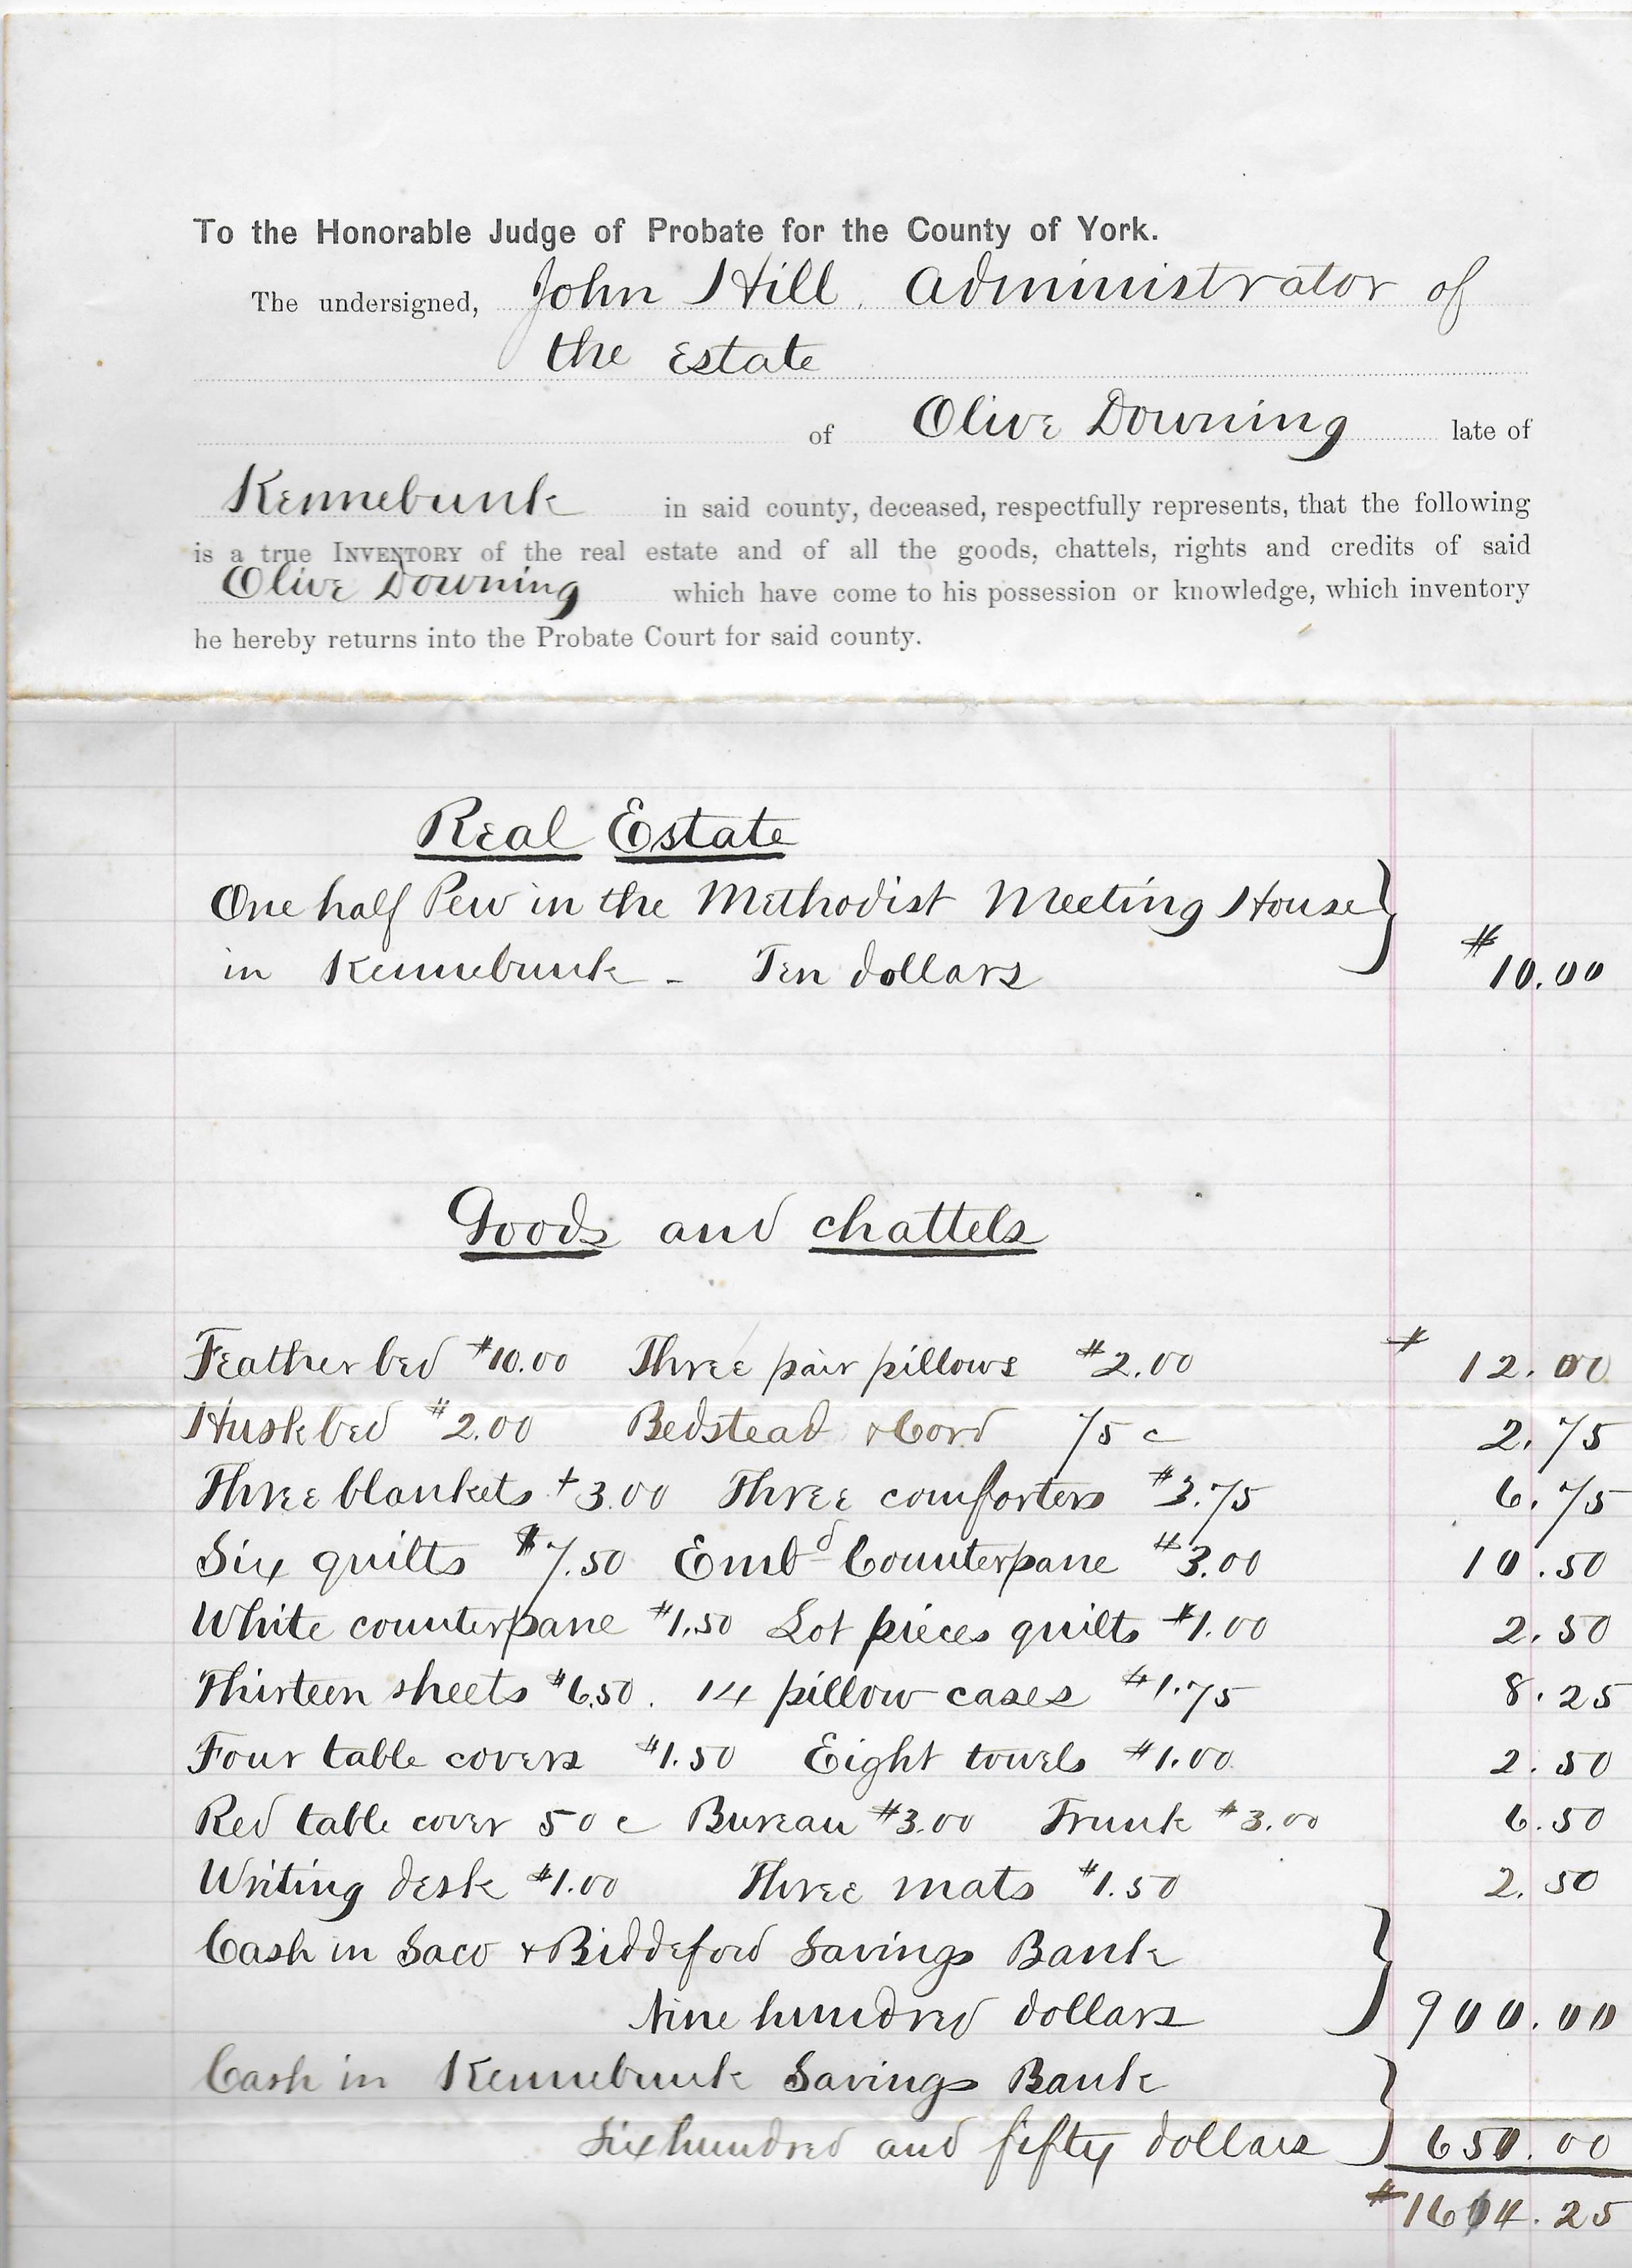 To the Honorable Judge of Probate for the County of York.
The undersigned, John Hill, Administrator of
the Estate
of Olive Downing late of
Kennebunk in said county, deceased, respectfully represents, that the following
is a true INVENTORY of the real estate and of all the goods, chattels, rights and credits of said
Olive Downing which have come to his possession or knowledge, which inventory
he hereby returns into the Probate Court for said county.
Real Estate
One half Pew in the Methodist Meeting House
in Kennebunk - Ten dollars $10.00
Goods and chattels
Feather bed $10.00 Three pair pillows $2.00 $12.00
Husk bed $2.00 Bedstead & Cord 75 c 2.75
Three blankets $3.00 Three comforters $3.75 6.75
Six quilts $7.50 Embd Counterpane $3.00 10.50
White counterpane $1.50 Lot pieces quilts $1.00 2.50
Thirteen sheets $6.50. 14 pillow cases $1.75 8.25
Four table covers $1.50 Eight towels $1.00 2.50
Red table cover 50 c Bureau $3.00 Trunk $3.00 6.50
Writing desk $1.00 Three mats $1.50 2.50
Cash in Saco & Biddeford Savings Bank
Nine hundred dollars 900.00
Cash in Kennebunk Savings Bank
Six hundred and fifty dollars 650.00
$1604.25